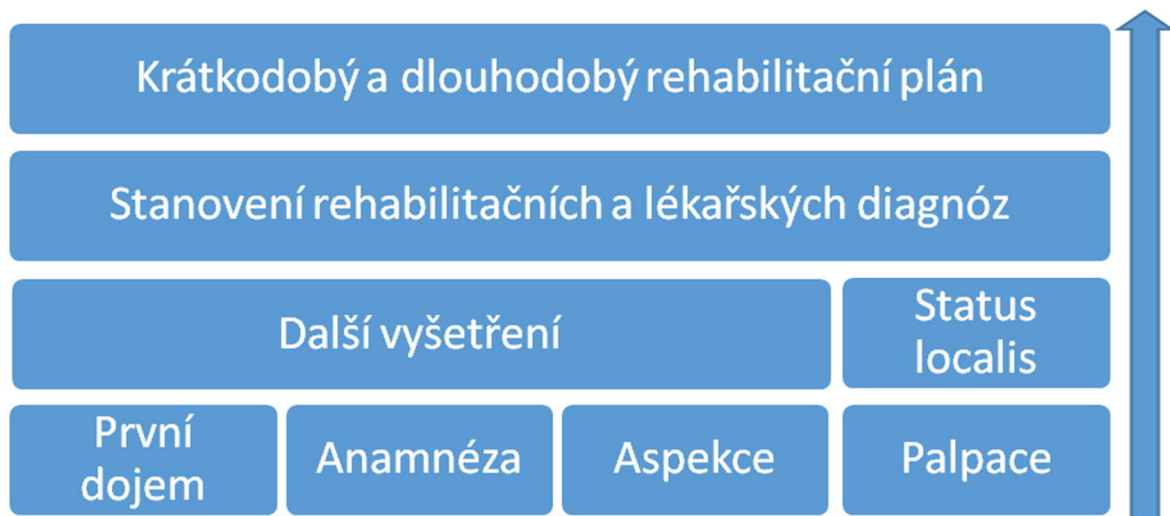 Krátkodobý a dlouhodobý rehabilitační plán
Stanovení rehabilitačních a lékařských diagnóz
Další vyšetření
Status
localis
První
dojem
Anamnéza
Aspekce
Palpace